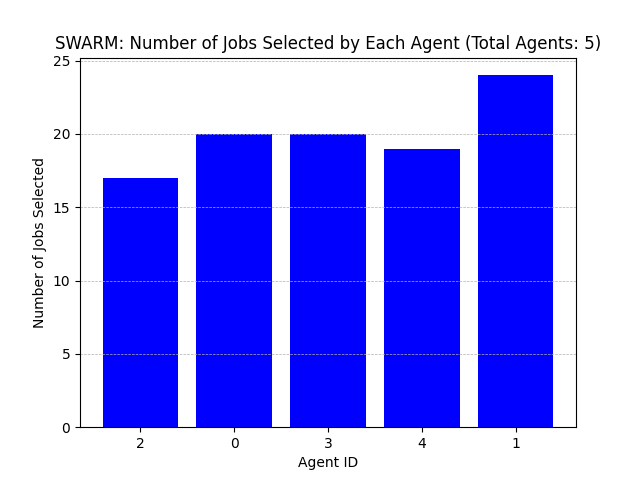 SWARM: Number of Jobs Selected by Each Agent (Total Agents: 5)
25
20
15
10
5
0
Number of Jobs Selected
2 0 3 4 1
Agent ID